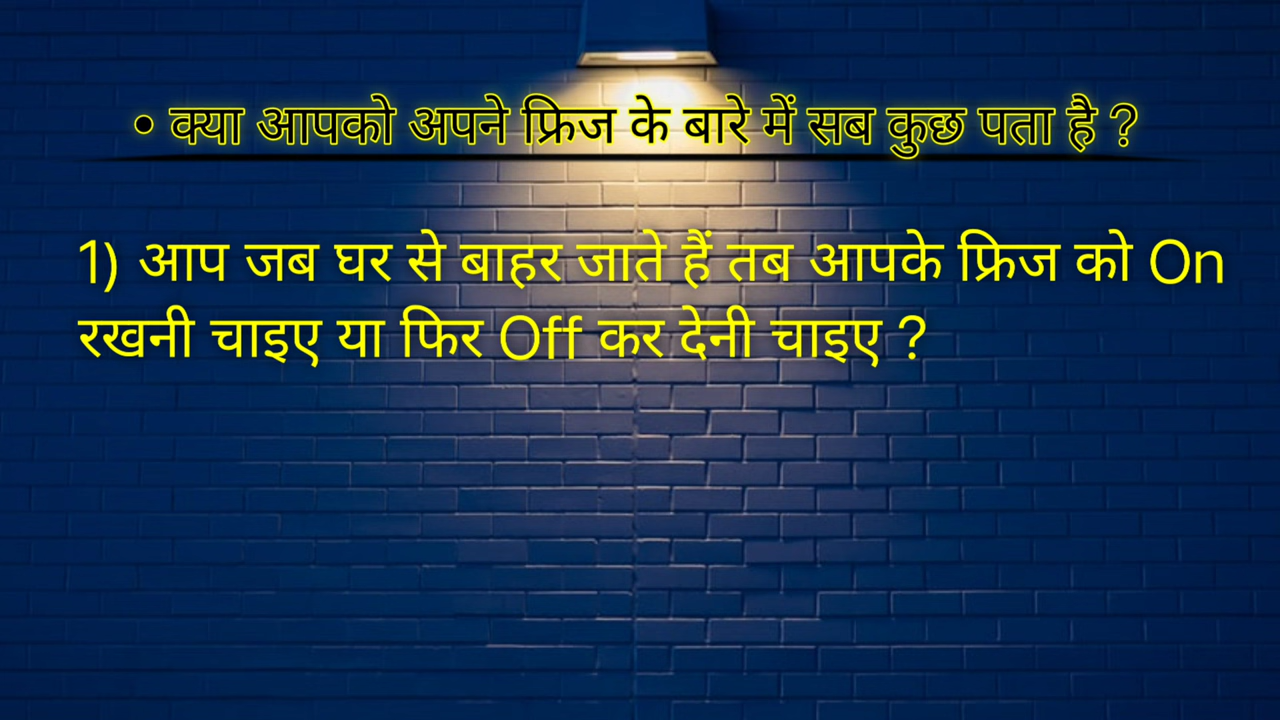 • क्या आपको अपने फ्रिज के बारे में सब कुछ पता है ?
1) आप जब घर से बाहर जाते हैं तब आपके फ्रिज को On
रखनी चाइए या फिर Off कर देनी चाइए ?